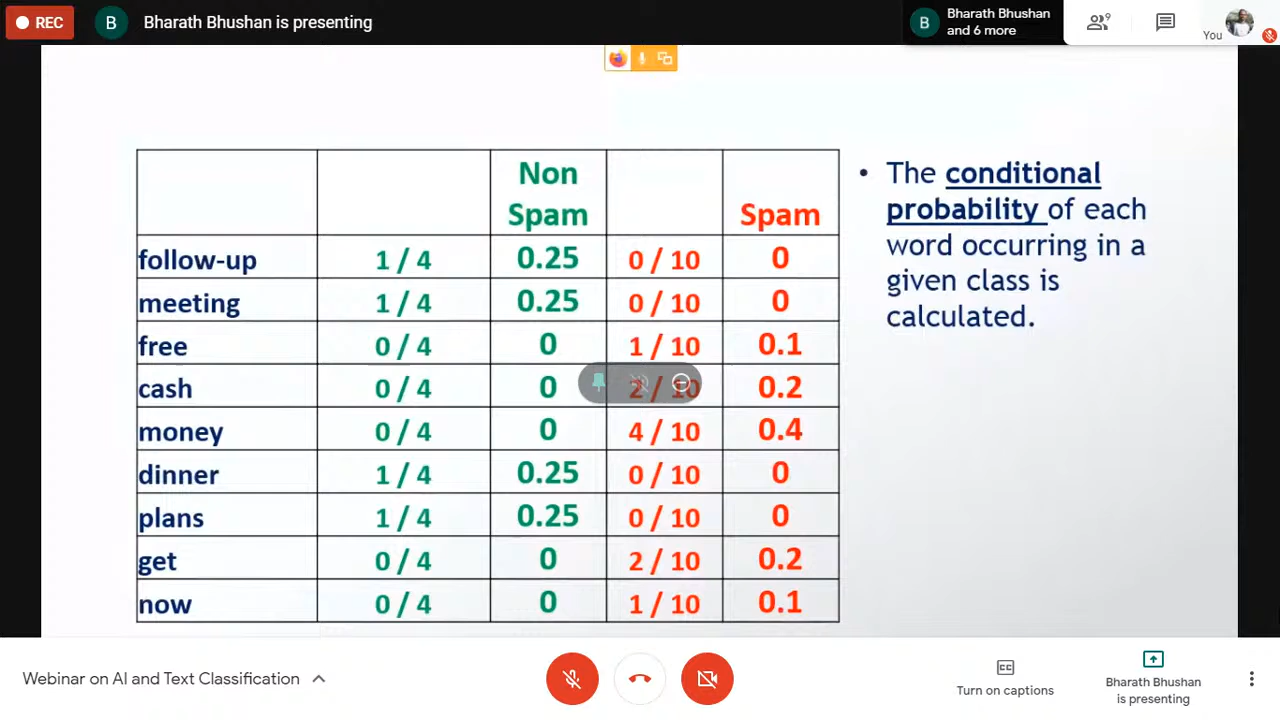 REC
B
Bharath Bhushan is presenting
B
Bharath Bhushan
and 6 more
9
You
Non
Spam
Spam
follow-up 1 / 4 0.25 0 / 10 0
meeting 1 / 4 0.25 0 / 10 0
free 0 / 4 0 1 / 10 0.1
cash 0 / 4 0 2 / 10 0.2
money 0 / 4 0 4 / 10 0.4
dinner 1 / 4 0.25 0 / 10 0
plans 1 / 4 0.25 0 / 10 0
get 0 / 4 0 2 / 10 0.2
now 0 / 4 0 1 / 10 0.1
• The conditional
probability of each
word occurring in a
given class is
calculated.
Webinar on AI and Text Classification
CC
Turn on captions
Bharath Bhushan
is presenting